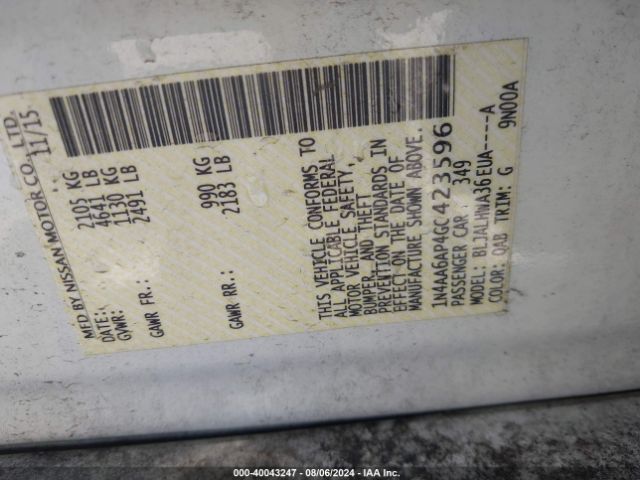 MFD BY NISSAN MOTOR CO., LTD.
DATE: 11/15
GVWR: 2105 KG
4641 LB
GAWR FR.: 1130 KG
2491 LB
GAWR RR.: 990 KG
2183 LB
THIS VEHICLE CONFORMS TO
ALL APPLICABLE FEDERAL
MOTOR VEHICLE SAFETY,
BUMPER, AND THEFT
PREVENTION STANDARDS IN
EFFECT ON THE DATE OF
MANUFACTURE SHOWN ABOVE.
1N4AA6AP4GC423596
PASSENGER CAR. 349
MODEL: BLJALHWA36EUA-----A
COLOR: QAB TRIM: G 9N00A
000-40043247 - 08/06/2024 - IAA Inc.